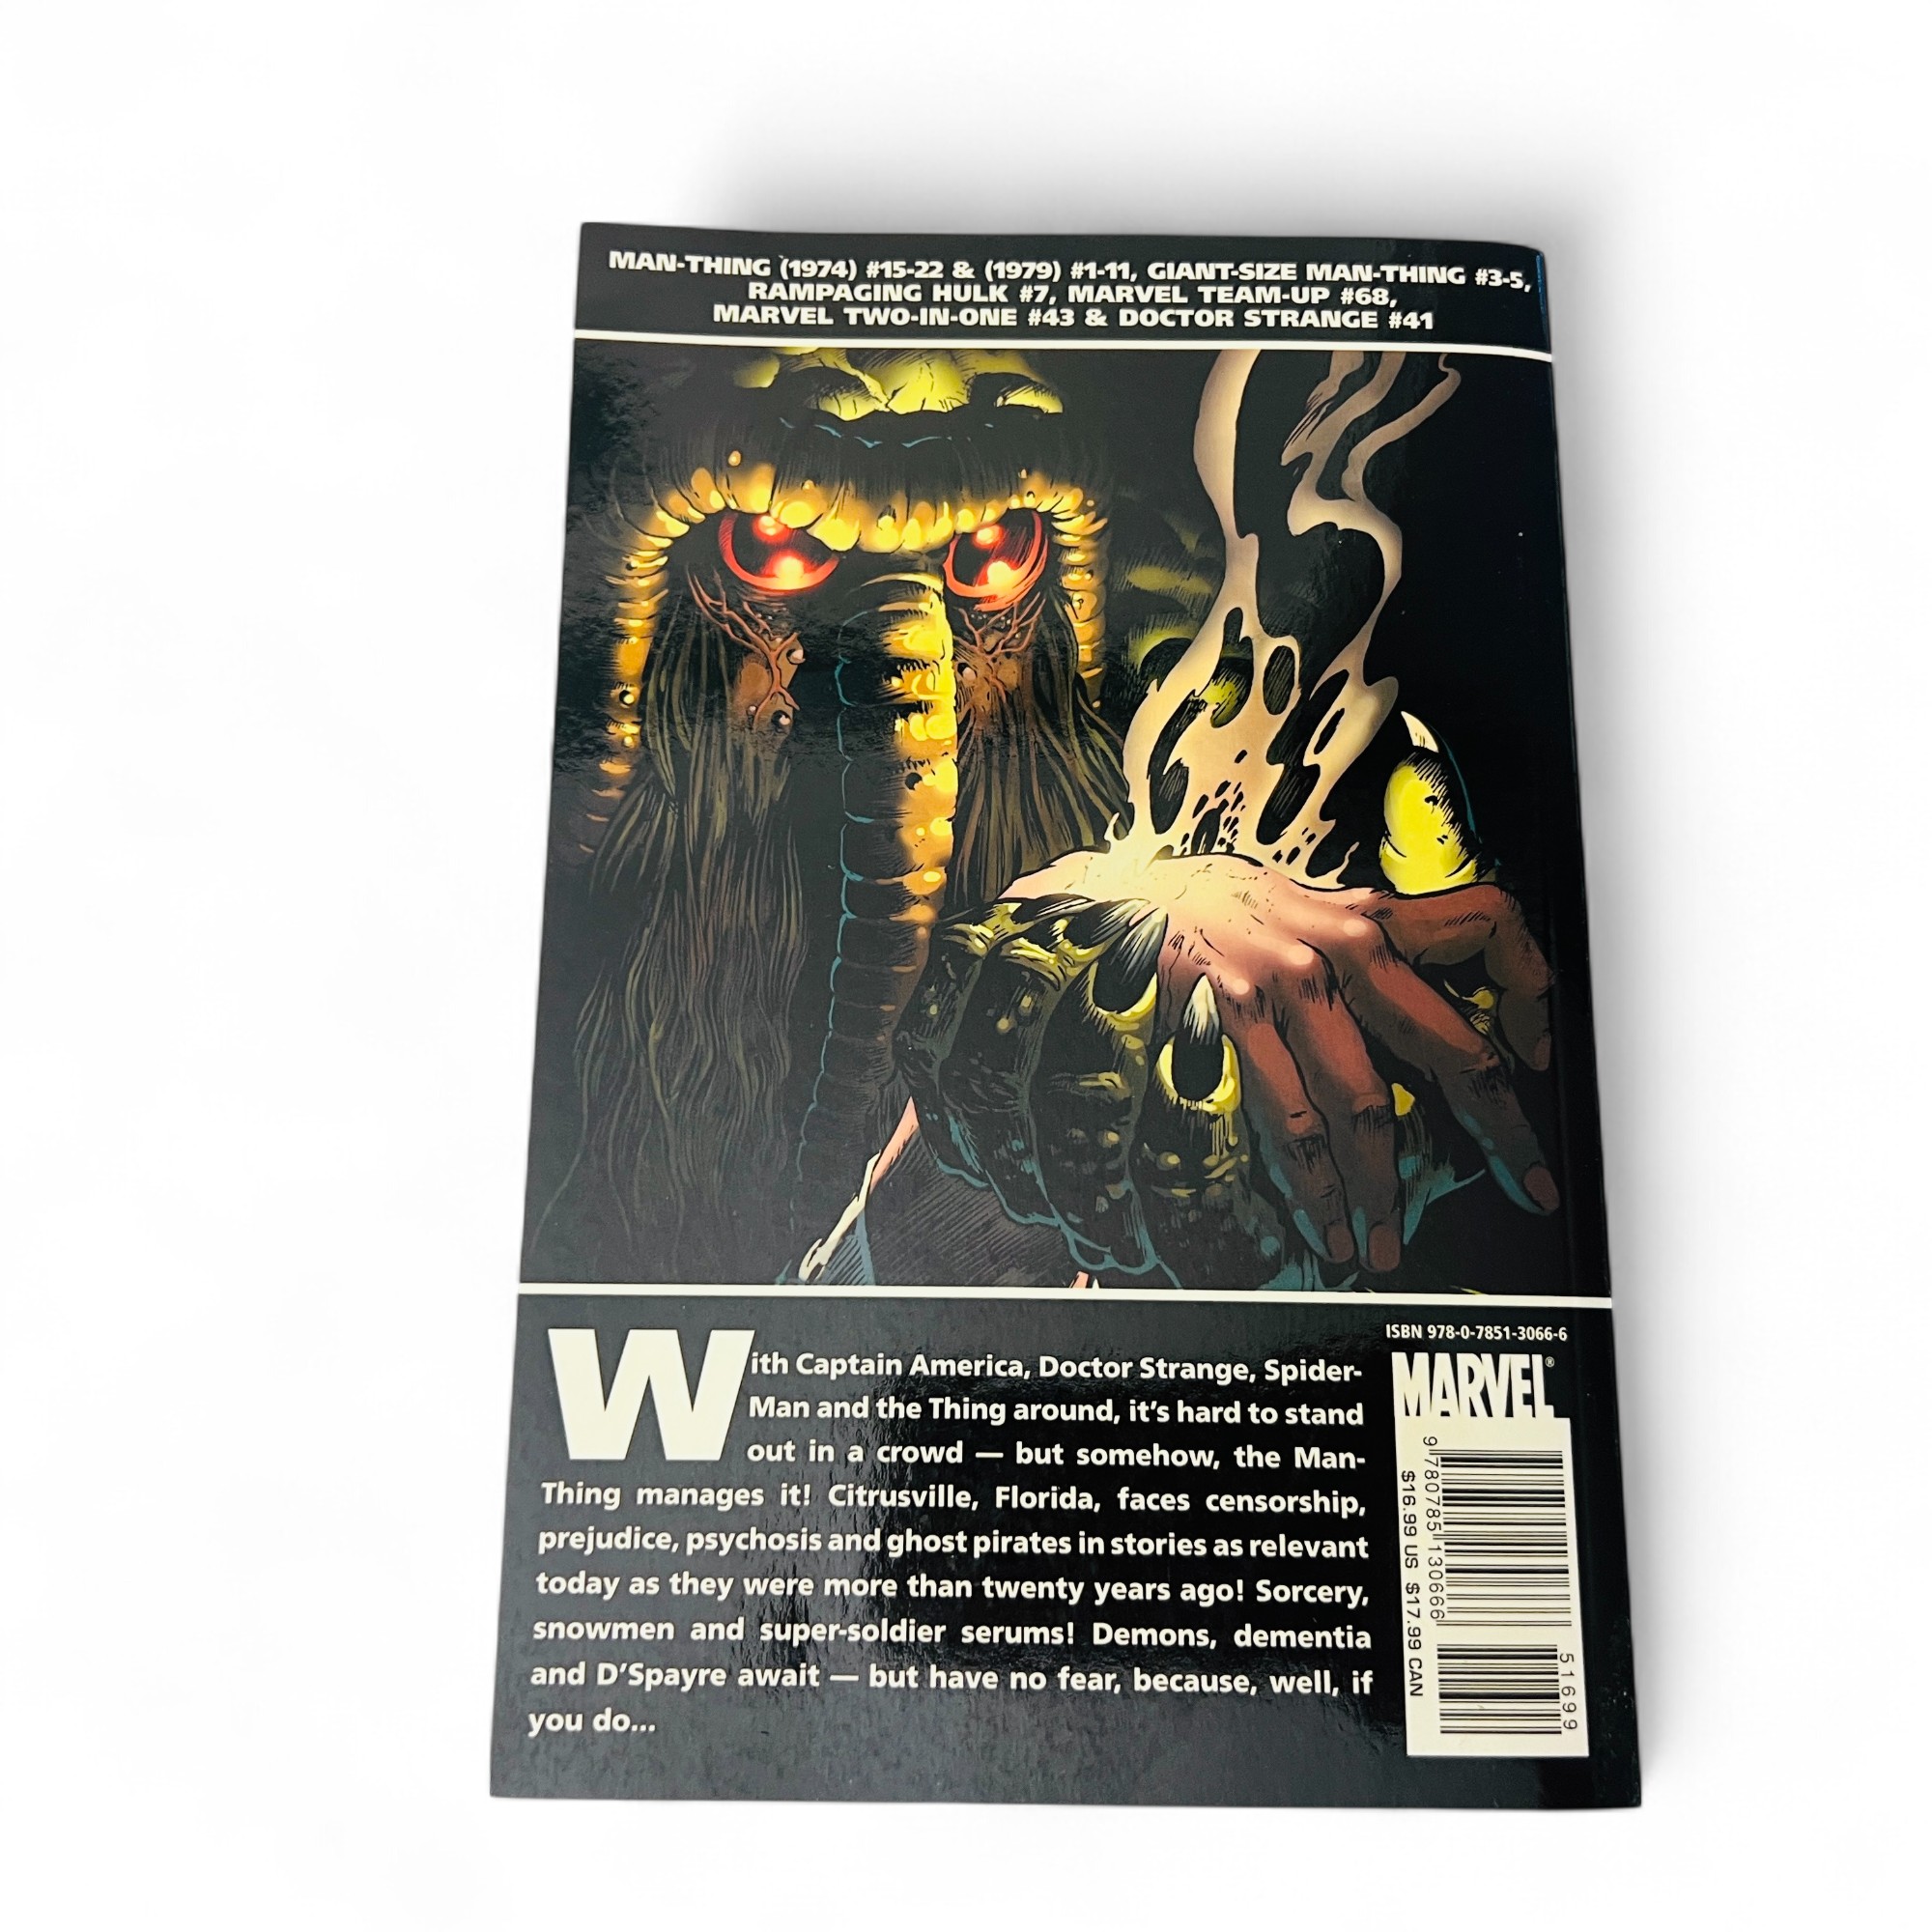 MAN-THING (1974) #15-22 & (1979) #1-11, GIANT-SIZE MAN-THING #3-5,
RAMPAGING HULK #7, MARVEL TEAM-UP #68,
MARVEL TWO-IN-ONE #43 & DOCTOR STRANGE #41
With Captain America, Doctor Strange, Spider-
Man and the Thing around, it's hard to stand
out in a crowd — but somehow, the Man-
Thing manages it! Citrusville, Florida, faces censorship,
prejudice, psychosis and ghost pirates in stories as relevant
today as they were more than twenty years ago! Sorcery,
snowmen and super-soldier serums! Demons, dementia
and D'Spayre await — but have no fear, because, well, if
you do...
ISBN 978-0-7851-3066-6
MARVEL®
9 780785 130666
51699
$16.99 US $17.99 CAN